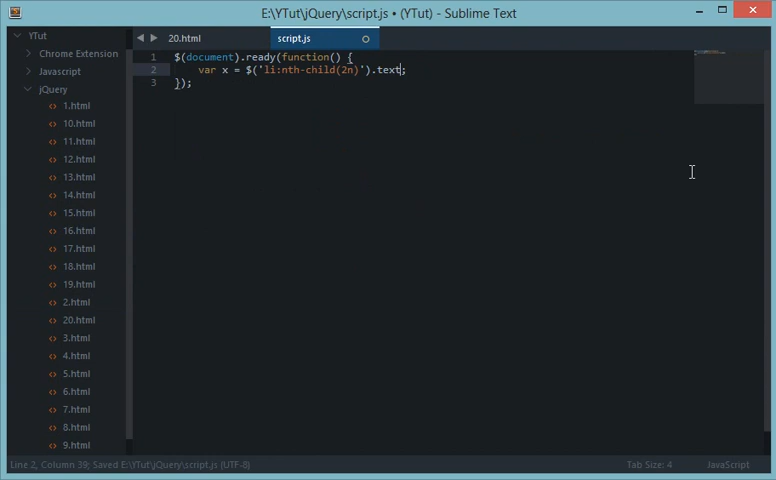 E:\YTut\jQuery\script.js • (YTut) - Sublime Text
YTut
Chrome Extension
Javascript
jQuery
1.html
10.html
11.html
12.html
13.html
14.html
15.html
16.html
17.html
18.html
19.html
2.html
20.html
3.html
4.html
5.html
6.html
7.html
8.html
9.html
20.html
script.js
1 $(document).ready(function() {
2 var x = $('li:nth-child(2n)').text;
3 });
Line 2, Column 39; Saved E:\YTut\jQuery\script.js (UTF-8)
Tab Size: 4
JavaScript